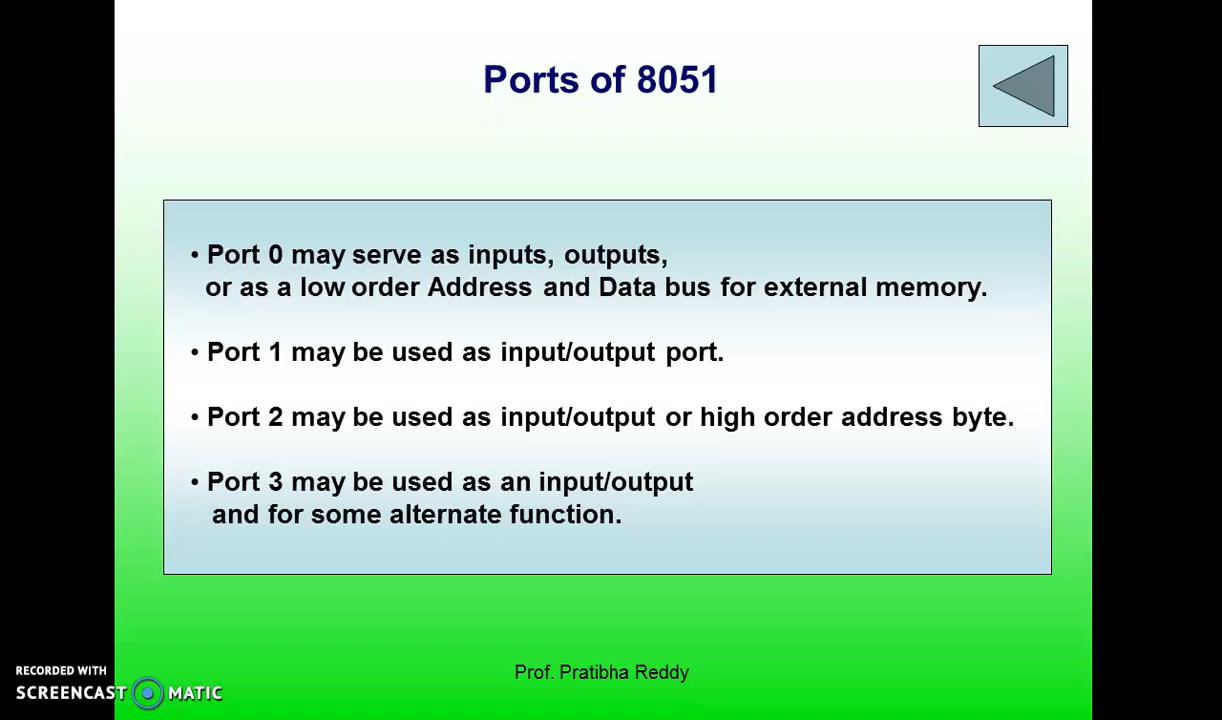 Ports of 8051
• Port 0 may serve as inputs, outputs,
or as a low order Address and Data bus for external memory.
• Port 1 may be used as input/output port.
• Port 2 may be used as input/output or high order address byte.
• Port 3 may be used as an input/output
and for some alternate function.
Prof. Pratibha Reddy
RECORDED WITH
SCREENCAST MATIC